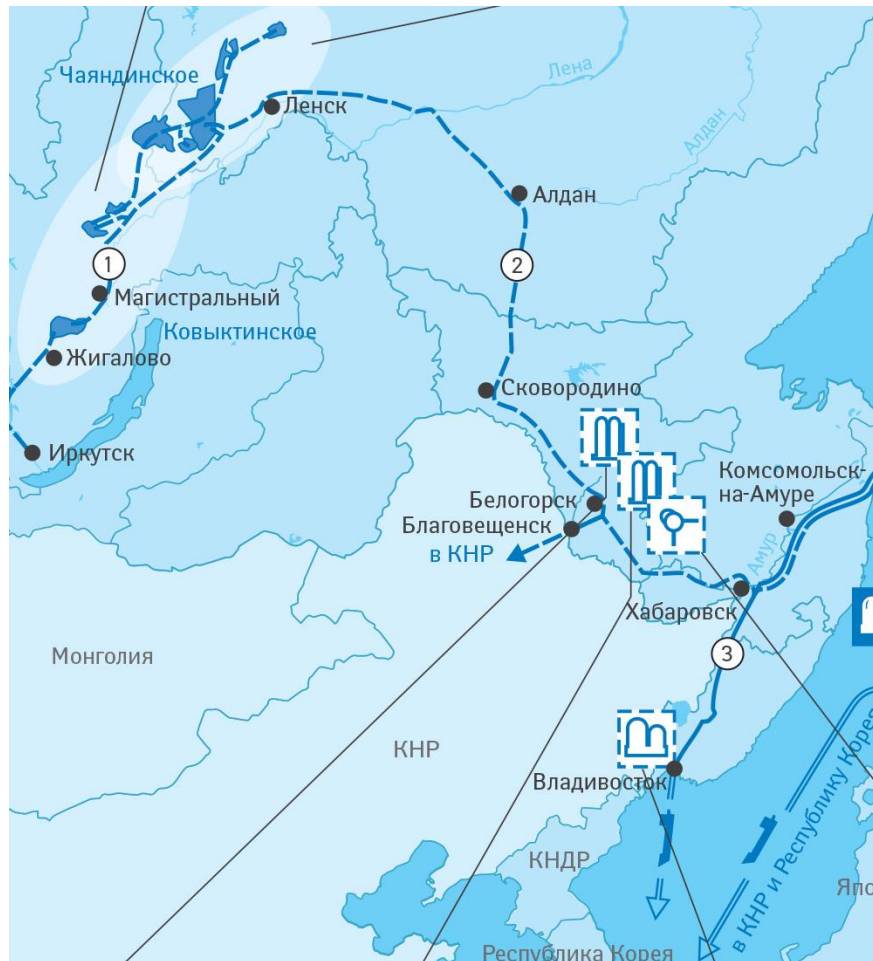 Чаяндинское
Лена
Ленск
Алдан
Алдан
2
1
Магистральный
Ковыктинское
Жигалово
Сковородино
Иркутск
Комсомольск-
на-Амуре
Белогорск
Благовещенск
в КНР
Амур
Хабаровск
Монголия
3
КНР
Владивосток
в КНР и Республику Корея
КНДР
Япо
Республика Корея